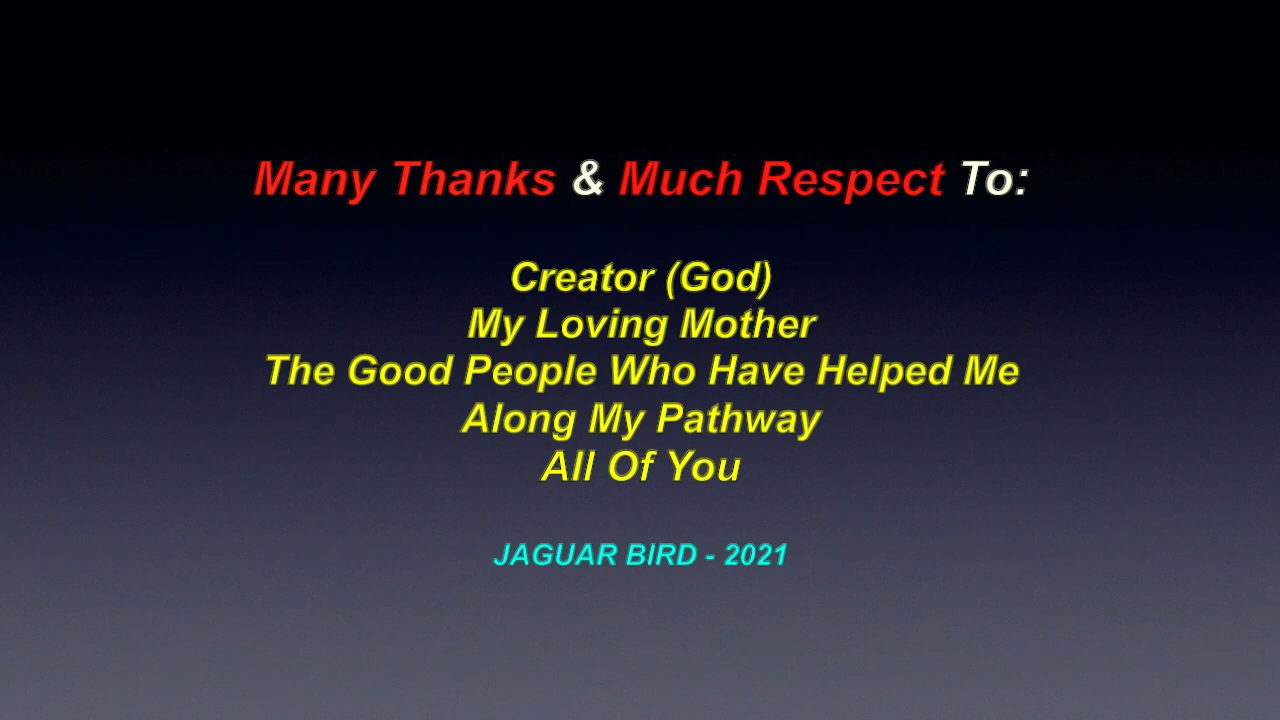 Many Thanks & Much Respect To:
Creator (God)
My Loving Mother
The Good People Who Have Helped Me
Along My Pathway
All Of You
JAGUAR BIRD - 2021